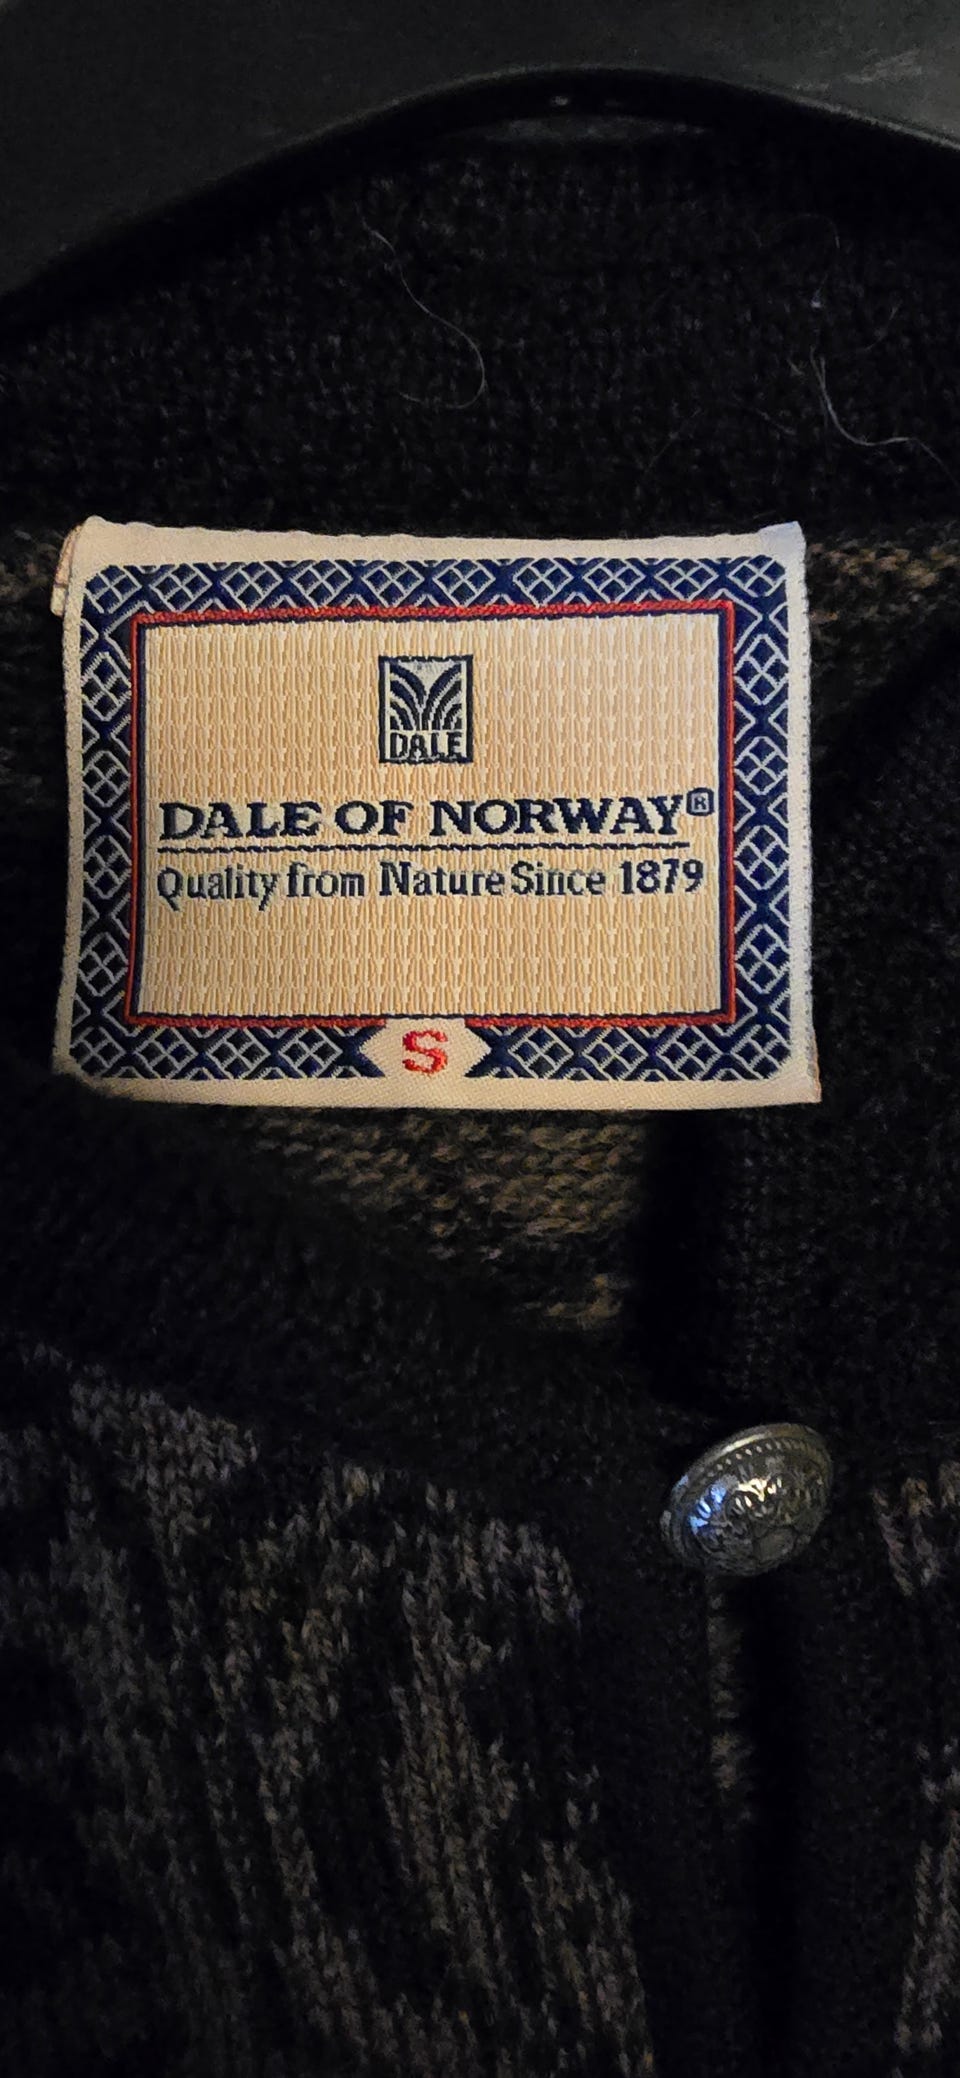 DALE
DALE OF NORWAY®
Quality from Nature Since 1879
S